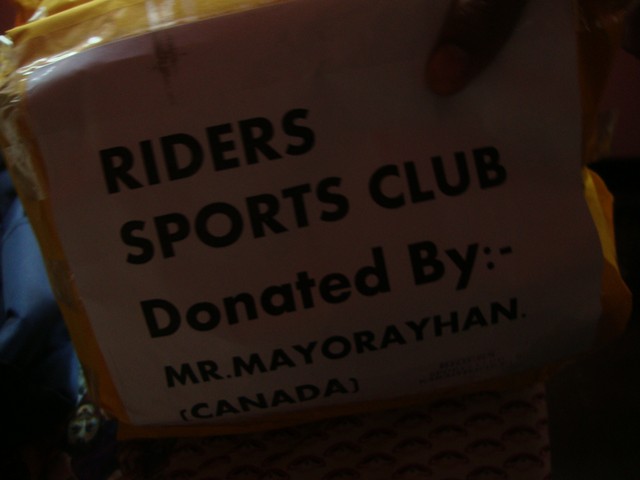 RIDERS
SPORTS CLUB
Donated By:-
MR.MAYORAYHAN.
(CANADA)